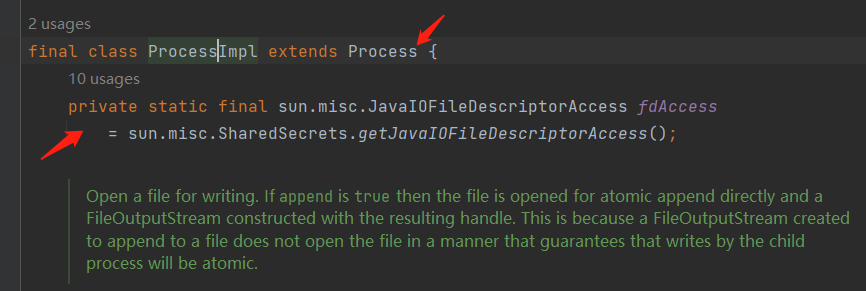 2 usages
final class ProcessImpl extends Process {
10 usages
private static final sun.misc.JavaIOFileDescriptorAccess fdAccess
= sun.misc.SharedSecrets.getJavaIOFileDescriptorAccess();
Open a file for writing. If append is true then the file is opened for atomic append directly and a
FileOutputStream constructed with the resulting handle. This is because a FileOutputStream created
to append to a file does not open the file in a manner that guarantees that writes by the child
process will be atomic.